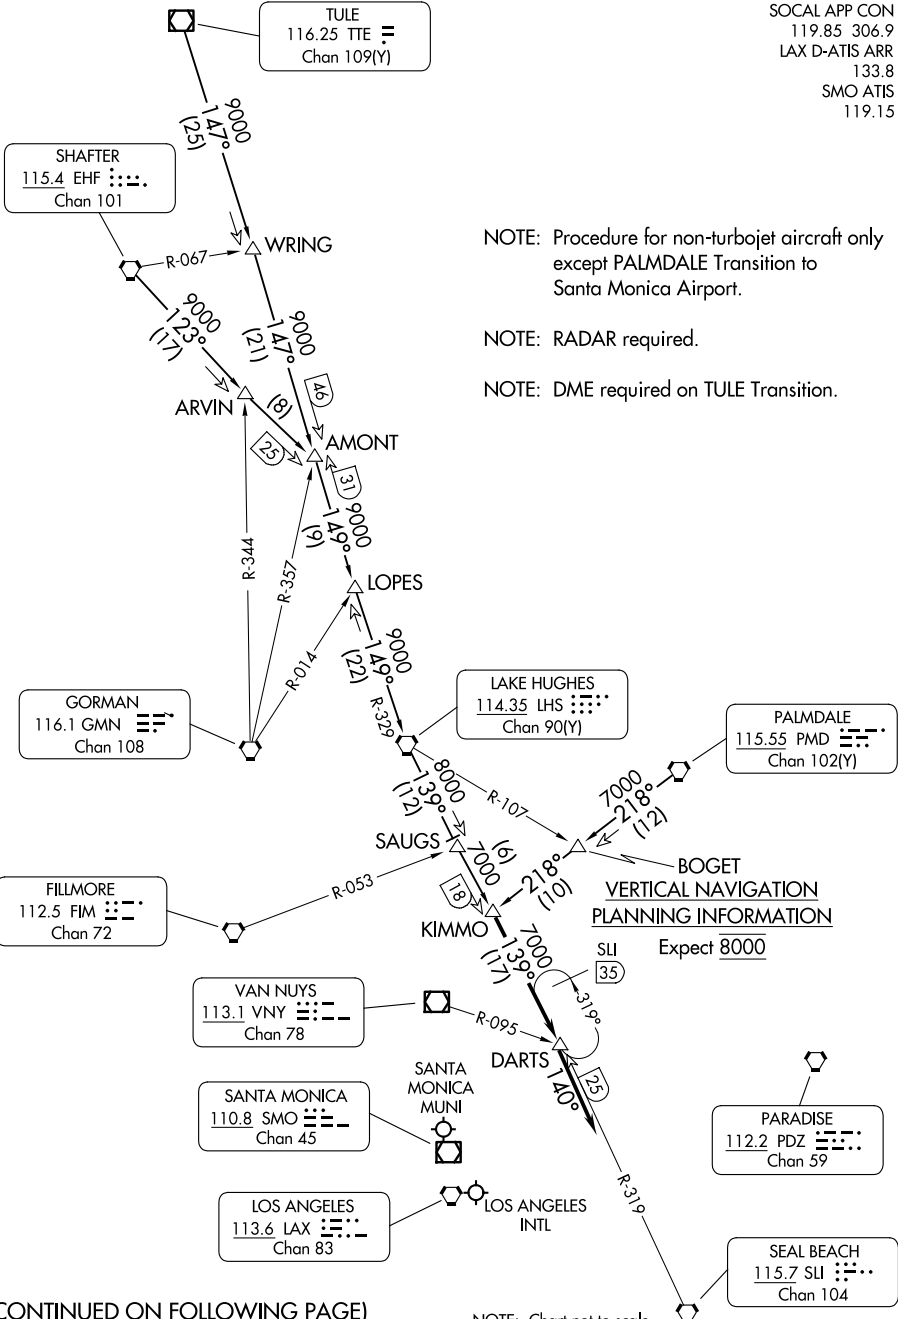 TULE
116.25 TTE
Chan 109(Y)
SOCAL APP CON
119.85 306.9
LAX D-ATIS ARR
133.8
SMO ATIS
119.15
9000
147°
(25)
SHAFTER
115.4 EHF
Chan 101
R-067
WRING
NOTE: Procedure for non-turbojet aircraft only
except PALMDALE Transition to
Santa Monica Airport.
NOTE: RADAR required.
NOTE: DME required on TULE Transition.
9000
123°
(17)
9000
147°
(21)
46
ARVIN
(8)
25
AMONT
31
9000
149°
(9)
R-344
R-357
R-014
LOPES
9000
149°
(22)
R-329
GORMAN
116.1 GMN
Chan 108
LAKE HUGHES
114.35 LHS
Chan 90(Y)
PALMDALE
115.55 PMD
Chan 102(Y)
8000
139°
(12)
R-107
7000
218°
(12)
SAUGS
(6)
7000
18
218°
(10)
BOGET
VERTICAL NAVIGATION
PLANNING INFORMATION
Expect 8000
R-053
FILLMORE
112.5 FIM
Chan 72
KIMMO
7000
139°
(17)
SLI
35
319°
VAN NUYS
113.1 VNY
Chan 78
R-095
DARTS
25
140°
SANTA
MONICA
MUNI
SANTA MONICA
110.8 SMO
Chan 45
PARADISE
112.2 PDZ
Chan 59
LOS ANGELES
113.6 LAX
Chan 83
LOS ANGELES
INTL
R-319
SEAL BEACH
115.7 SLI
Chan 104
CONTINUED ON FOLLOWING PAGE)
NOTE: Chart not to scale